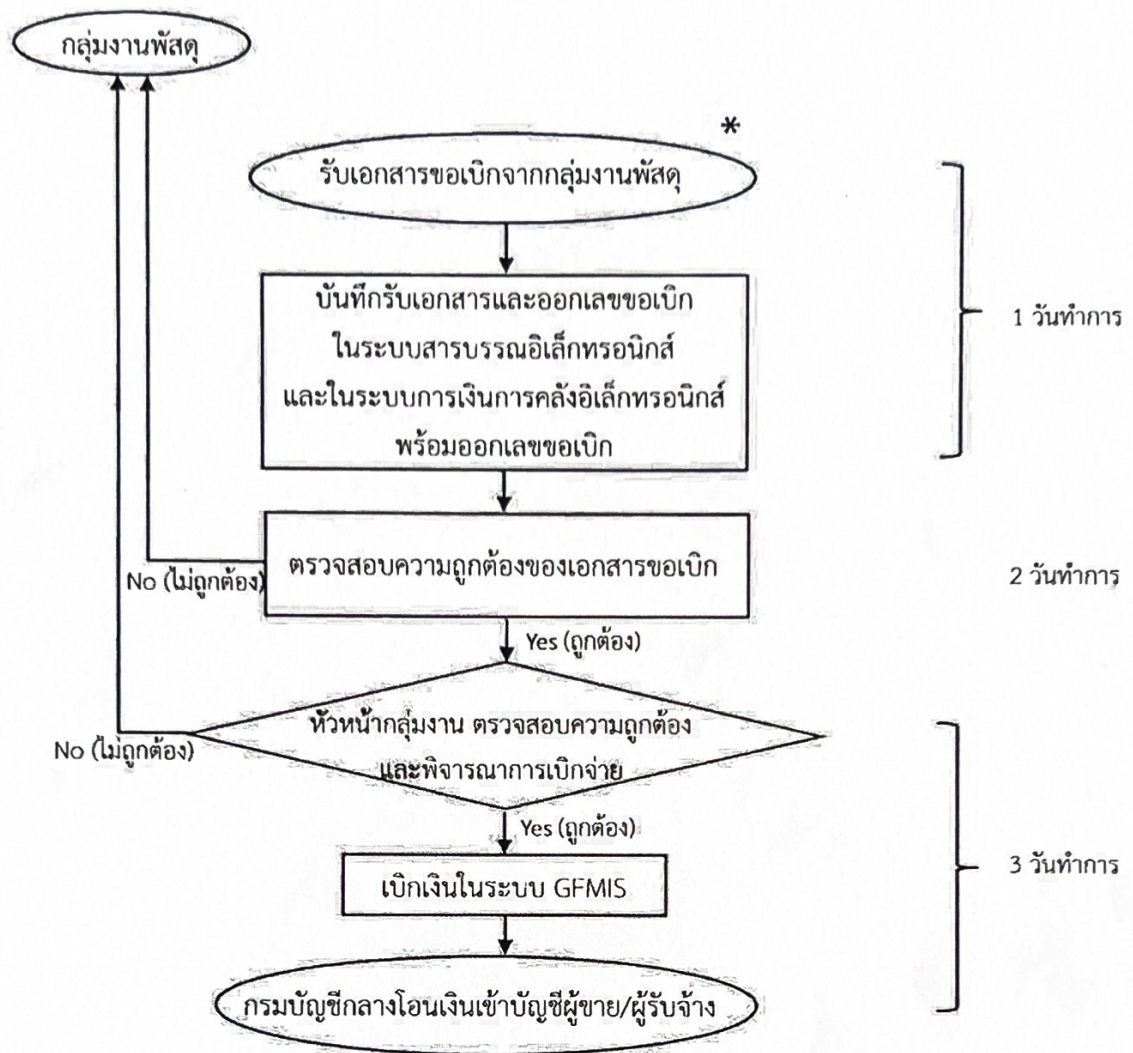 กลุ่มงานพัสดุ
*
รับเอกสารขอเบิกจากกลุ่มงานพัสดุ
บันทึกรับเอกสารและออกเลขขอเบิก
ในระบบสารบรรณอิเล็กทรอนิกส์
และในระบบการเงินการคลังอิเล็กทรอนิกส์
พร้อมออกเลขขอเบิก
1 วันทำการ
ตรวจสอบความถูกต้องของเอกสารขอเบิก
No (ไม่ถูกต้อง)
2 วันทำการ
Yes (ถูกต้อง)
หัวหน้ากลุ่มงาน ตรวจสอบความถูกต้อง
และพิจารณาการเบิกจ่าย
No (ไม่ถูกต้อง)
Yes (ถูกต้อง)
เบิกเงินในระบบ GFMIS
3 วันทำการ
กรมบัญชีกลางโอนเงินเข้าบัญชีผู้ขาย/ผู้รับจ้าง